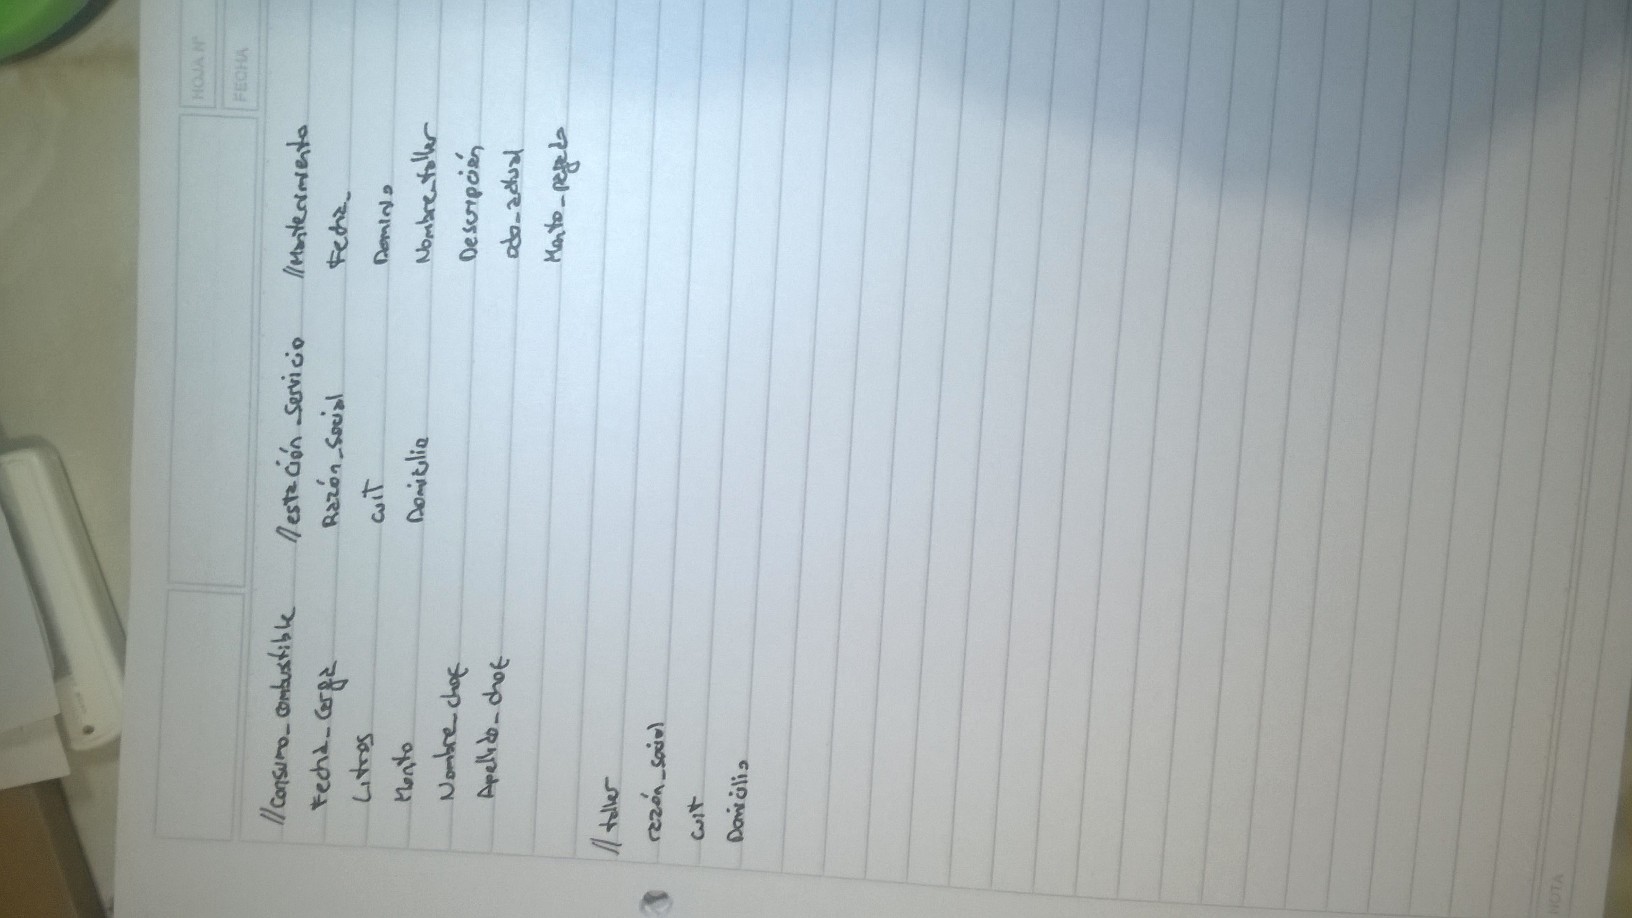 HOJA Nº
FECHA
//Consumo_combustible
Fecha_carga
Litros
Monto
Nombre_chof
Apellido_chof
//estación_servicio
Razón_social
cuit
Domicilio
//Mantenimiento
Fecha_
Dominio
Nombre_taller
Descripción
odo_actual
Monto_pagado
//taller
razón_social
cuit
Domicilio
NOTA